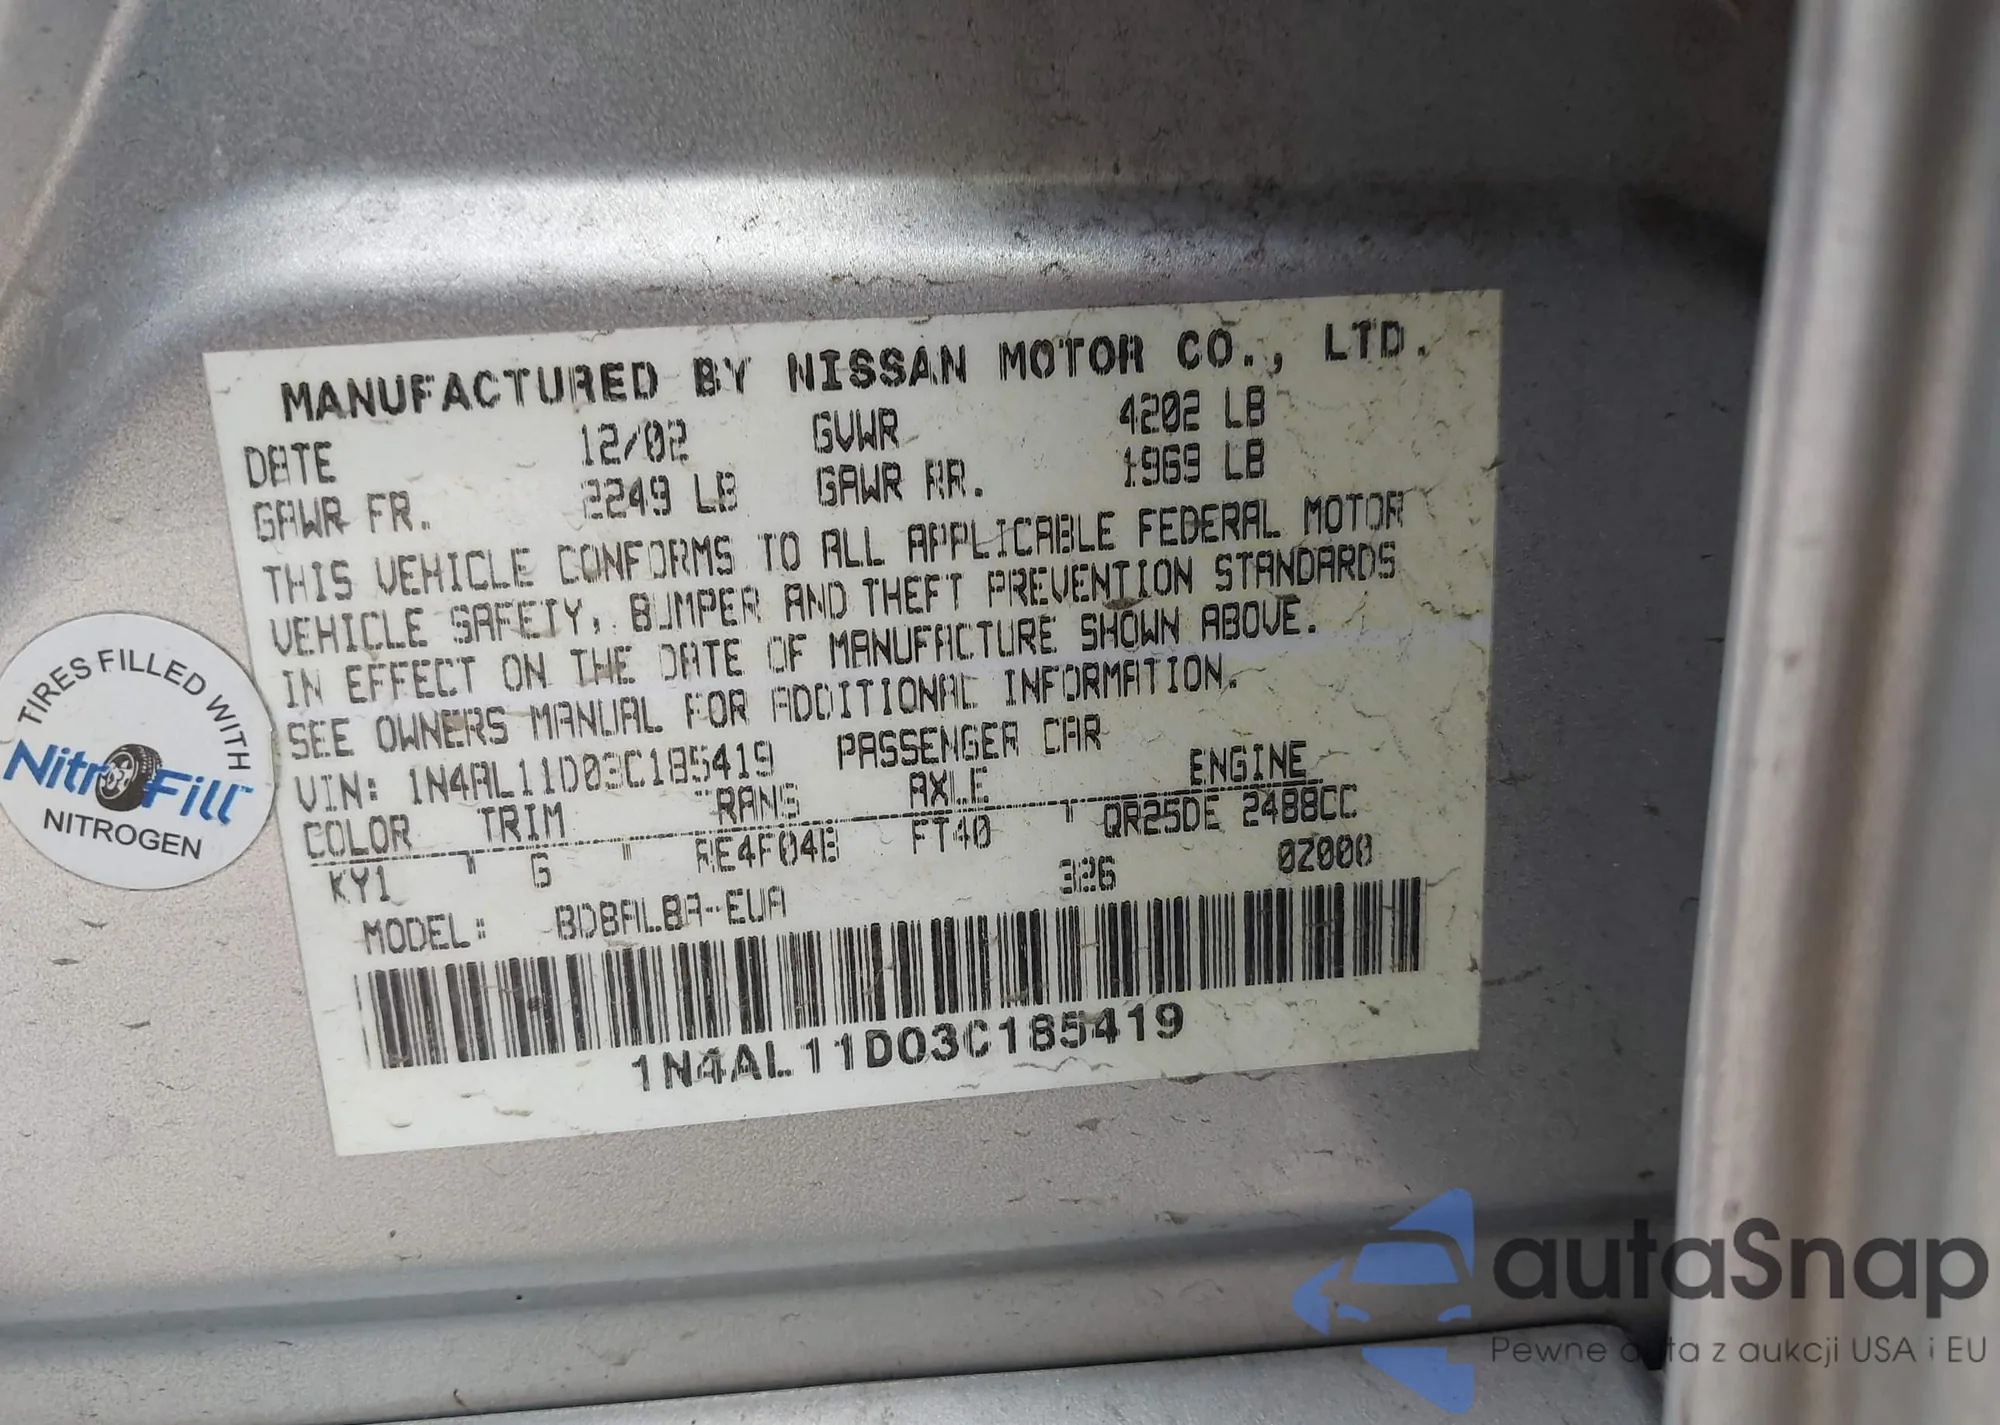 MANUFACTURED BY NISSAN MOTOR CO., LTD.
DATE 12/02 GVWR 4202 LB
GAWR FR. 2249 LB GAWR RR. 1969 LB
THIS VEHICLE CONFORMS TO ALL APPLICABLE FEDERAL MOTOR
VEHICLE SAFETY, BUMPER AND THEFT PREVENTION STANDARDS
IN EFFECT ON THE DATE OF MANUFACTURE SHOWN ABOVE.
SEE OWNERS MANUAL FOR ADDITIONAL INFORMATION.
VIN: 1N4AL11D03C185419 PASSENGER CAR
COLOR TRIM TRANS AXLE ENGINE
KY1 " G " RE4F04B FT40 " QR25DE 2488CC
MODEL: BDBALBA-EUA 326 02000
1N4AL11D03C185419
TIRES FILLED WITH
NitroFill™
NITROGEN
autaSnap
Pewne auta z aukcji USA i EU